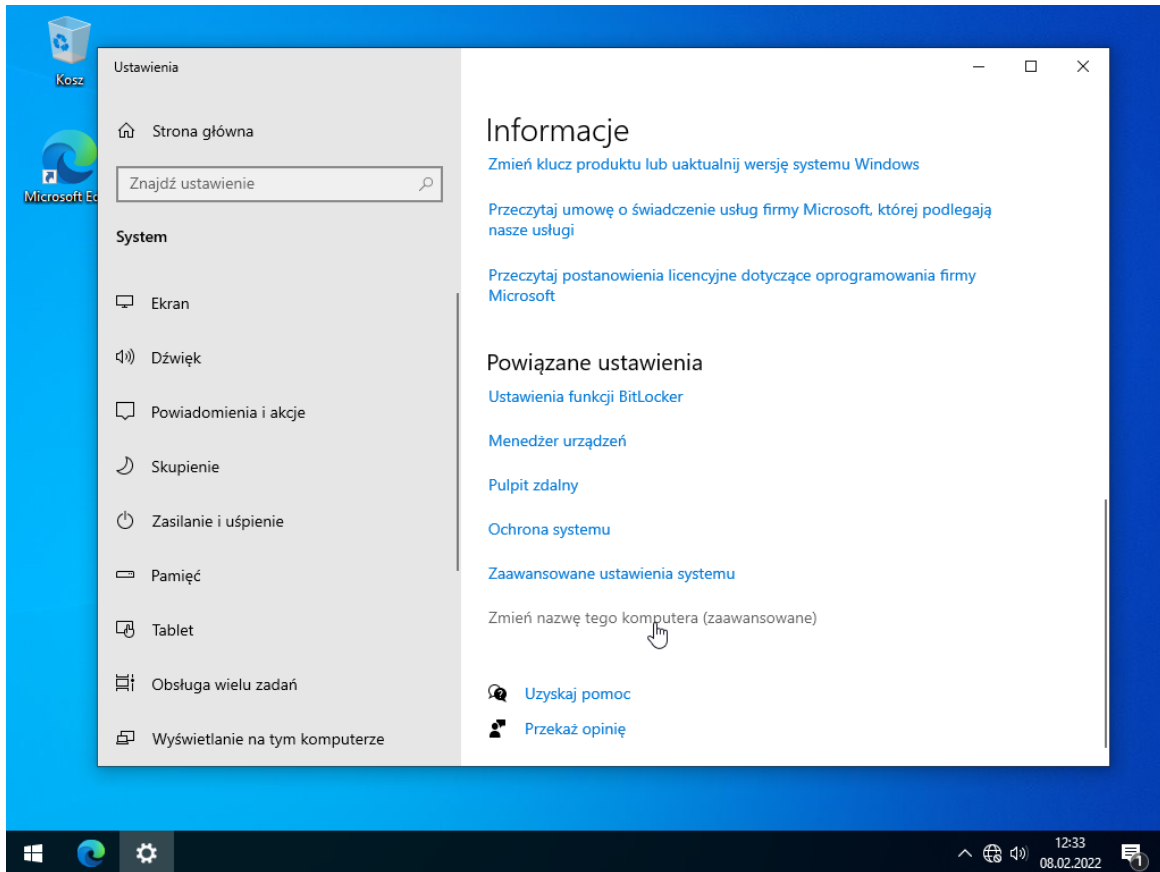 Kosz
Microsoft Ed
Ustawienia
Strona główna
Znajdź ustawienie
System
Ekran
Dźwięk
Powiadomienia i akcje
Skupienie
Zasilanie i uśpienie
Pamięć
Tablet
Obsługa wielu zadań
Wyświetlanie na tym komputerze
Informacje
Zmień klucz produktu lub uaktualnij wersję systemu Windows
Przeczytaj umowę o świadczenie usług firmy Microsoft, której podlegają
nasze usługi
Przeczytaj postanowienia licencyjne dotyczące oprogramowania firmy
Microsoft
Powiązane ustawienia
Ustawienia funkcji BitLocker
Menedżer urządzeń
Pulpit zdalny
Ochrona systemu
Zaawansowane ustawienia systemu
Zmień nazwę tego komputera (zaawansowane)
Uzyskaj pomoc
Przekaż opinię
12:33
08.02.2022
1